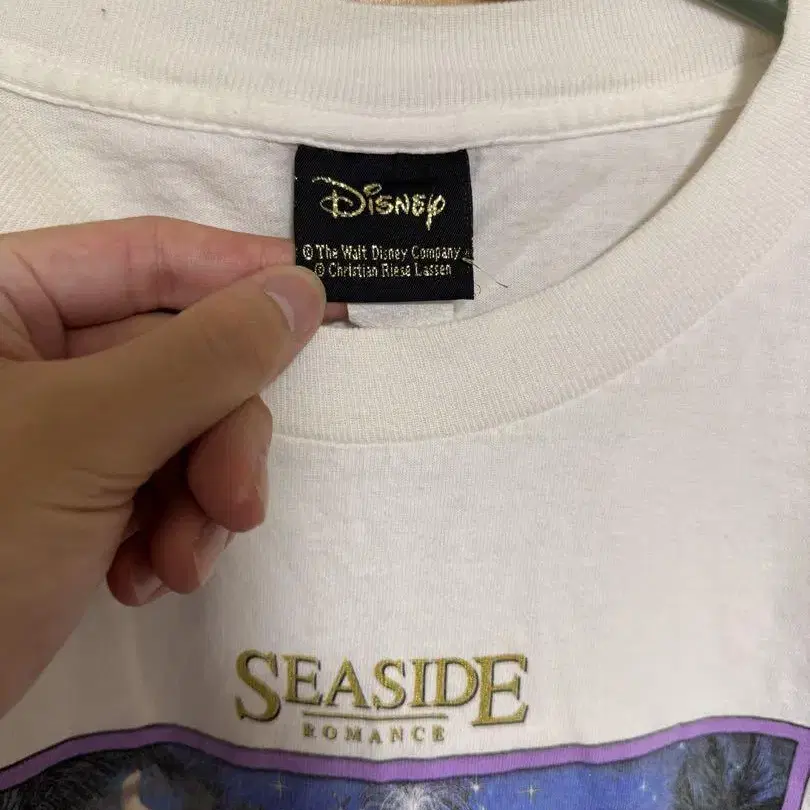 Disney
© The Walt Disney Company
© Christian Riese Lassen
SEASIDE
ROMANCE